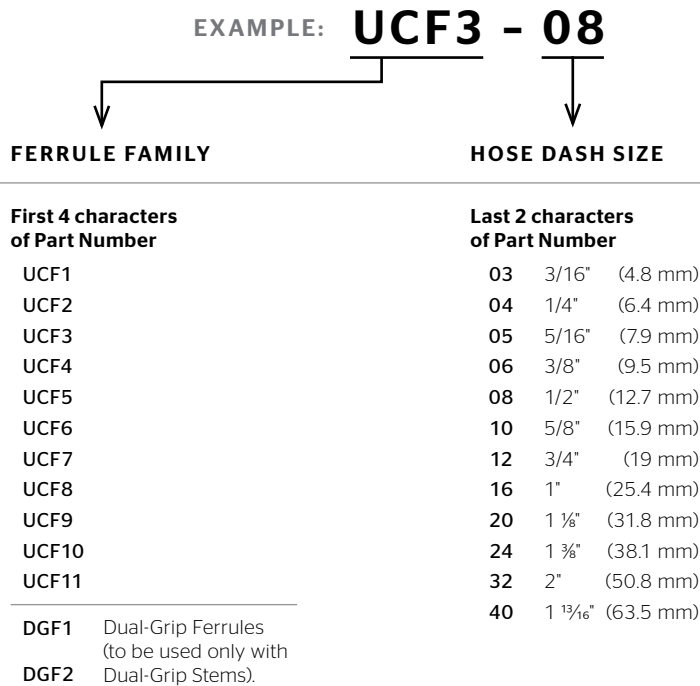 EXAMPLE: UCF3 - 08
FERRULE FAMILY
HOSE DASH SIZE
First 4 characters
of Part Number
UCF1
UCF2
UCF3
UCF4
UCF5
UCF6
UCF7
UCF8
UCF9
UCF10
UCF11
DGF1 Dual-Grip Ferrules
(to be used only with
DGF2 Dual-Grip Stems).
Last 2 characters
of Part Number
03 3/16" (4.8 mm)
04 1/4" (6.4 mm)
05 5/16" (7.9 mm)
06 3/8" (9.5 mm)
08 1/2" (12.7 mm)
10 5/8" (15.9 mm)
12 3/4" (19 mm)
16 1" (25.4 mm)
20 1 ⅛" (31.8 mm)
24 1 ⅜" (38.1 mm)
32 2" (50.8 mm)
40 1 ¹³⁄₁₆" (63.5 mm)